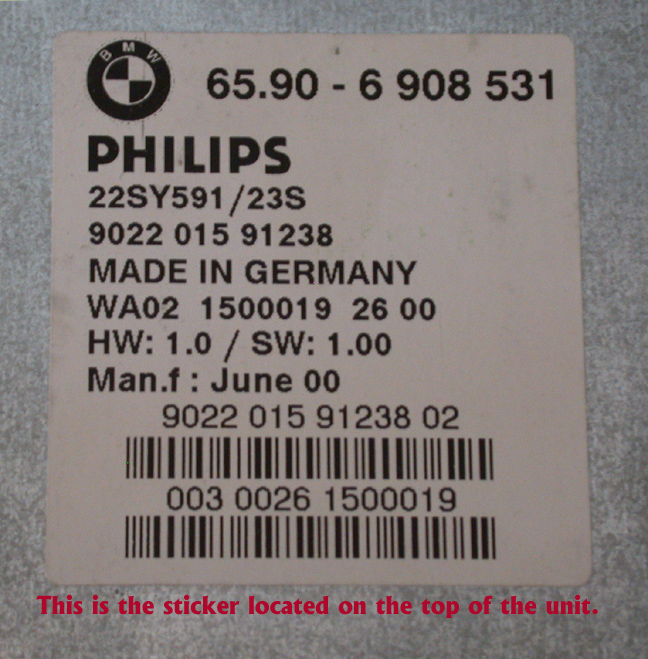 BMW
65.90 - 6 908 531
PHILIPS
22SY591/23S
9022 015 91238
MADE IN GERMANY
WA02 1500019 26 00
HW: 1.0 / SW: 1.00
Man.f : June 00
9022 015 91238 02
003 0026 1500019
This is the sticker located on the top of the unit.